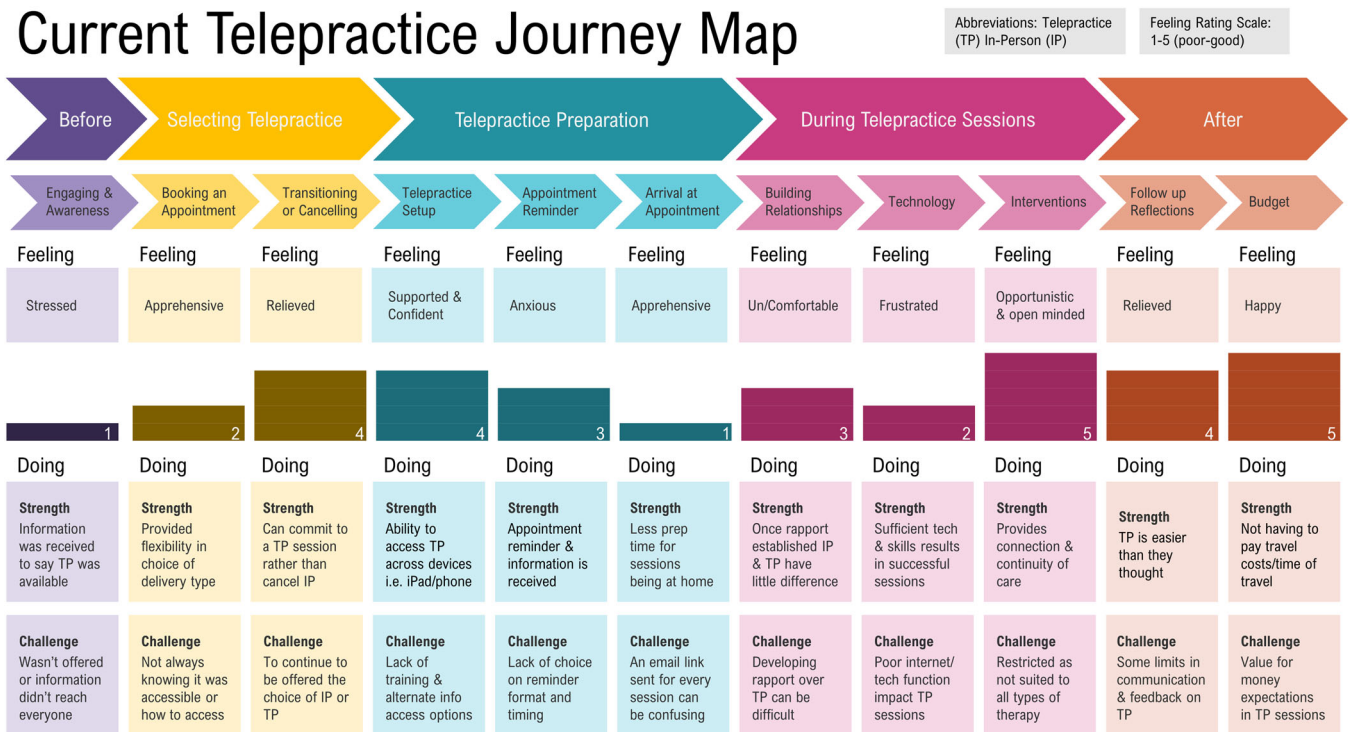 Current Telepractice Journey Map
Abbreviations: Telepractice
(TP) In-Person (IP)
Feeling Rating Scale:
1-5 (poor-good)
Before
Selecting Telepractice
Telepractice Preparation
During Telepractice Sessions
After
Engaging &
Awareness
Booking an
Appointment
Transitioning
or Cancelling
Telepractice
Setup
Appointment
Reminder
Arrival at
Appointment
Building
Relationships
Technology
Interventions
Follow up
Reflections
Budget
Feeling
Feeling
Feeling
Feeling
Feeling
Feeling
Feeling
Feeling
Feeling
Feeling
Feeling
Stressed
Apprehensive
Relieved
Supported &
Confident
Anxious
Apprehensive
Un/Comfortable
Frustrated
Opportunistic
& open minded
Relieved
Happy
1
2
4
4
3
1
3
2
5
4
5
Doing
Doing
Doing
Doing
Doing
Doing
Doing
Doing
Doing
Doing
Doing
Strength
Information
was received
to say TP was
available
Strength
Provided
flexibility in
choice of
delivery type
Strength
Can commit to
a TP session
rather than
cancel IP
Strength
Ability to
access TP
across devices
i.e. iPad/phone
Strength
Appointment
reminder &
information is
received
Strength
Less prep
time for
sessions
being at home
Strength
Once rapport
established IP
& TP have
little difference
Strength
Sufficient tech
& skills results
in successful
sessions
Strength
Provides
connection &
continuity of
care
Strength
TP is easier
than they
thought
Strength
Not having to
pay travel
costs/time of
travel
Challenge
Wasn't offered
or information
didn't reach
everyone
Challenge
Not always
knowing it was
accessible or
how to access
Challenge
To continue to
be offered the
choice of IP or
TP
Challenge
Lack of
training &
alternate info
access options
Challenge
Lack of choice
on reminder
format and
timing
Challenge
An email link
sent for every
session can
be confusing
Challenge
Developing
rapport over
TP can be
difficult
Challenge
Poor internet/
tech function
impact TP
sessions
Challenge
Restricted as
not suited to
all types of
therapy
Challenge
Some limits in
communication
& feedback on
TP
Challenge
Value for
money
expectations
in TP sessions